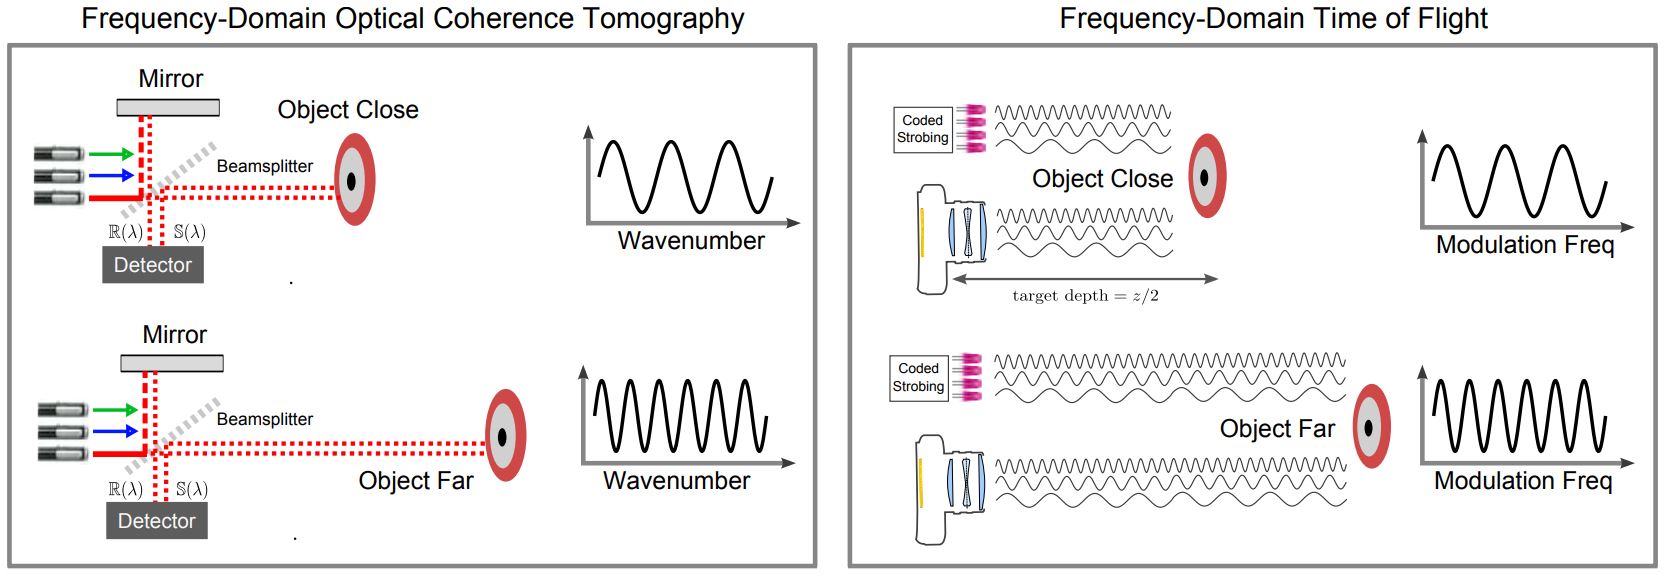 Frequency-Domain Optical Coherence Tomography
Mirror
Object Close
Beamsplitter
ℝ(λ) 𝕊(λ)
Detector
Wavenumber
Mirror
Beamsplitter
Object Far
ℝ(λ) 𝕊(λ)
Detector
Wavenumber
Frequency-Domain Time of Flight
Coded
Strobing
Object Close
target depth = z/2
Modulation Freq
Coded
Strobing
Object Far
Modulation Freq